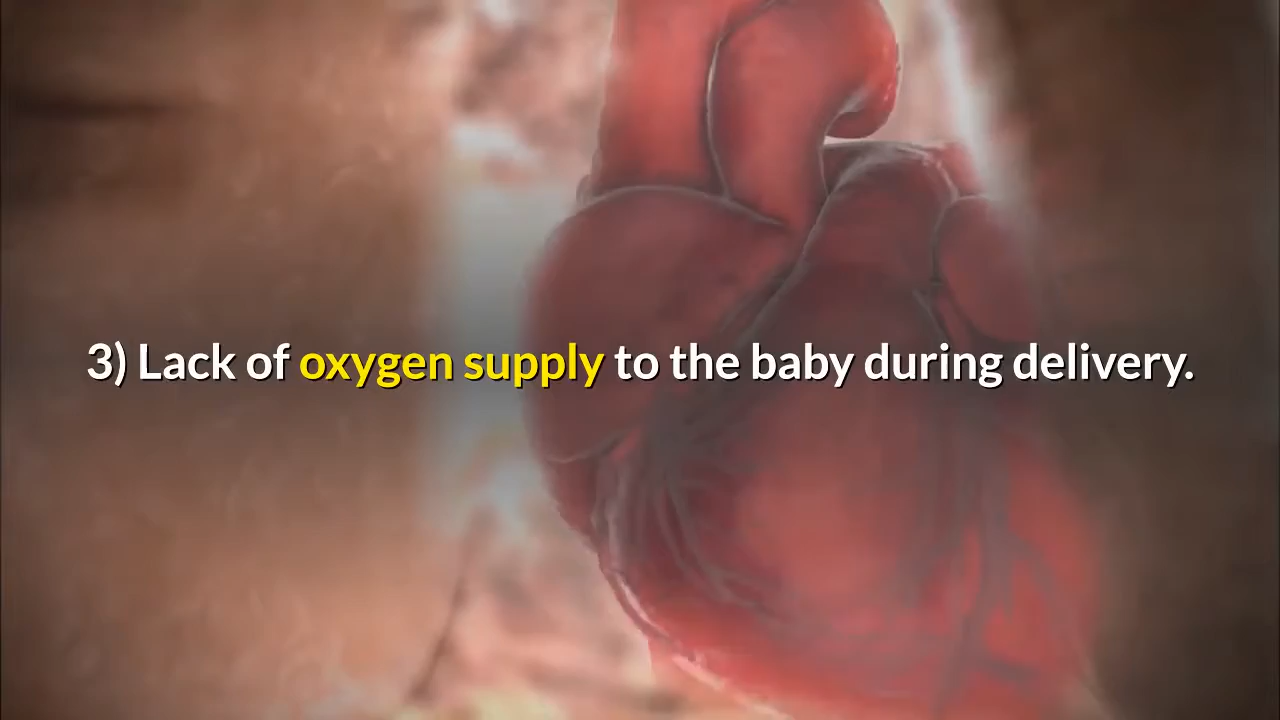 3) Lack of oxygen supply to the baby during delivery.